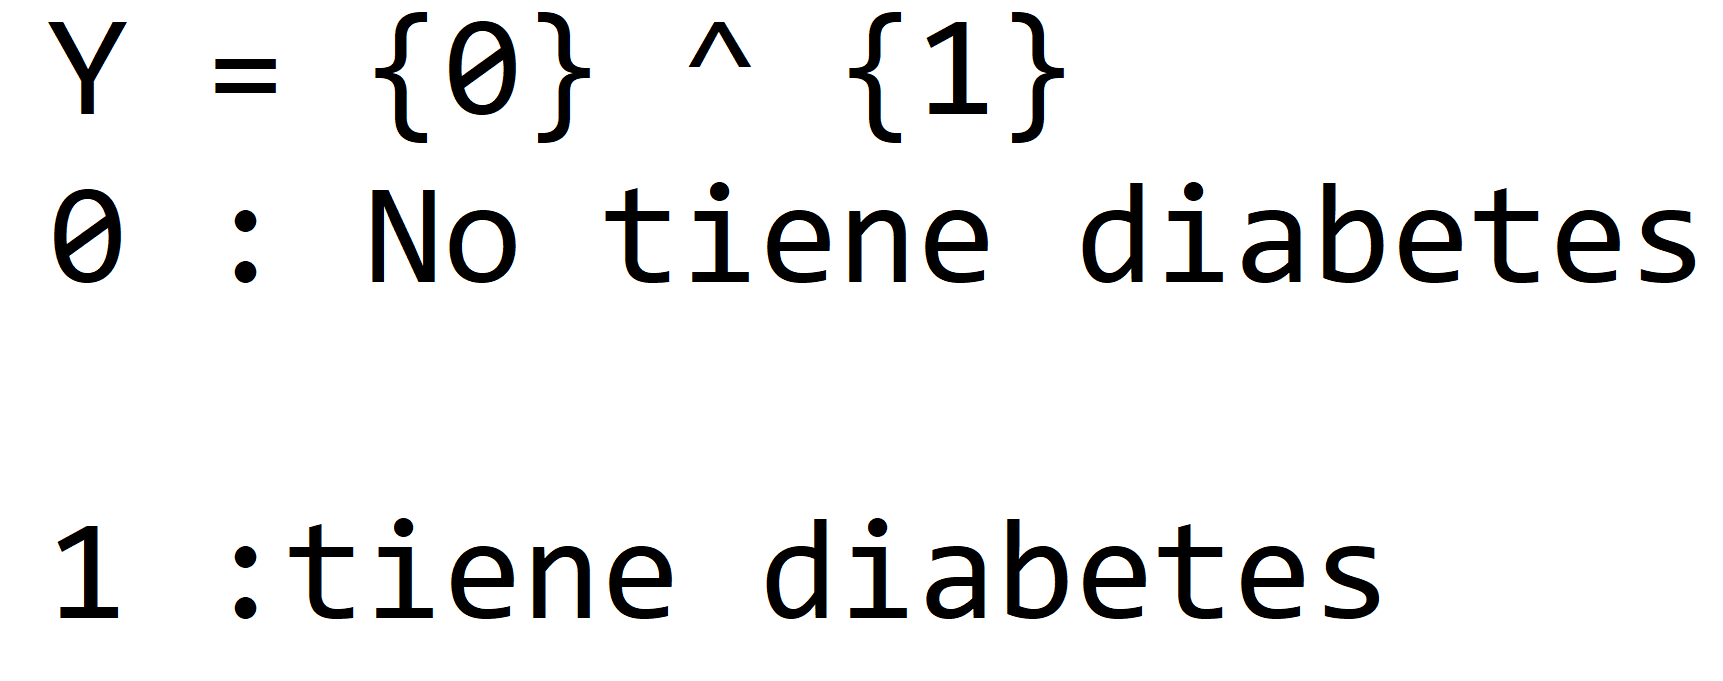 Y = {0} ^ {1}
0 : No tiene diabetes
1 :tiene diabetes